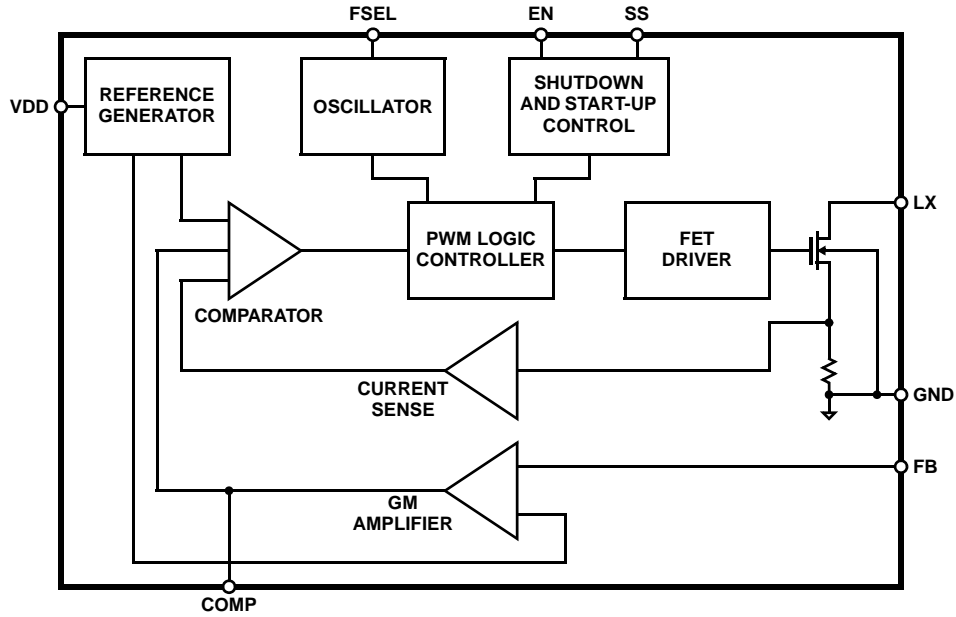 FSEL
EN
SS
VDD
REFERENCE
GENERATOR
OSCILLATOR
SHUTDOWN
AND START-UP
CONTROL
LX
PWM LOGIC
CONTROLLER
FET
DRIVER
COMPARATOR
CURRENT
SENSE
GND
FB
GM
AMPLIFIER
COMP